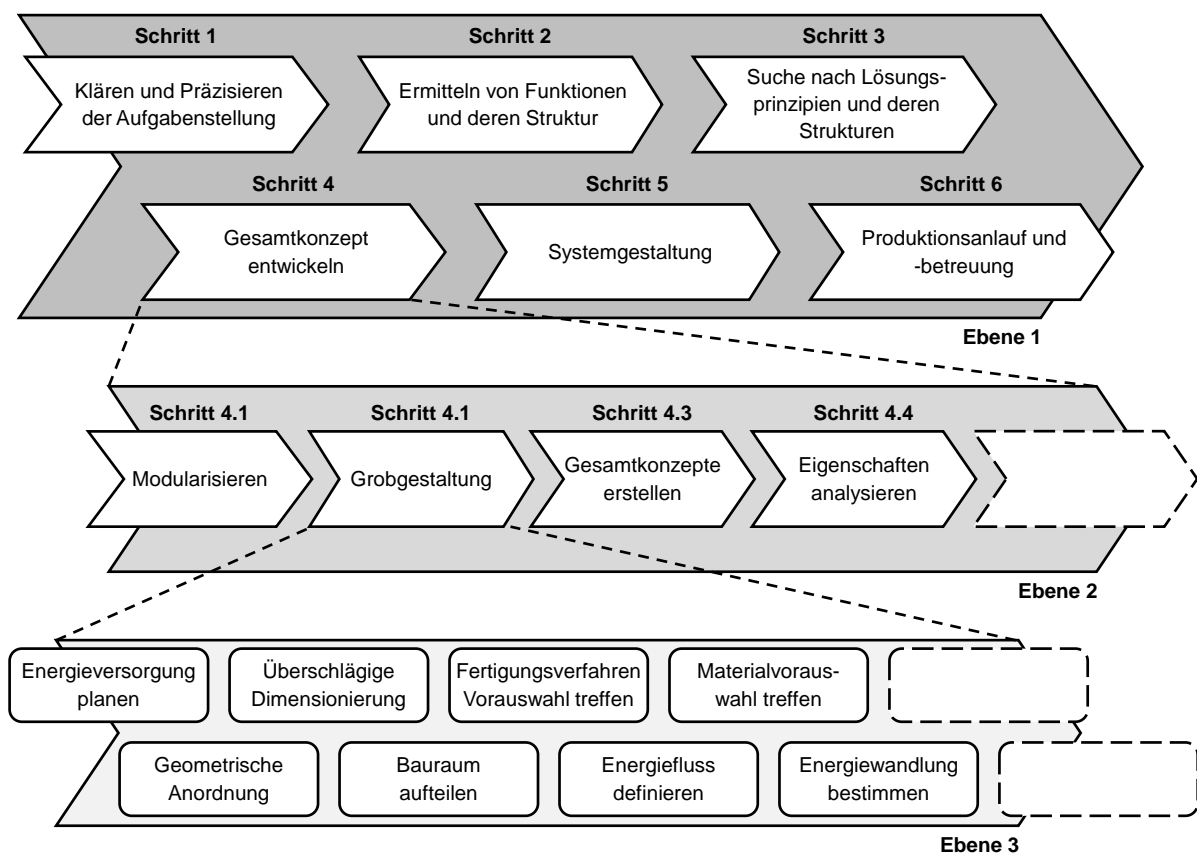 Schritt 1
Schritt 2
Schritt 3
Klären und Präzisieren
der Aufgabenstellung
Ermitteln von Funktionen
und deren Struktur
Suche nach Lösungs-
prinzipien und deren
Strukturen
Schritt 4
Schritt 5
Schritt 6
Gesamtkonzept
entwickeln
Systemgestaltung
Produktionsanlauf und
-betreuung
Ebene 1
Schritt 4.1
Schritt 4.1
Schritt 4.3
Schritt 4.4
Modularisieren
Grobgestaltung
Gesamtkonzepte
erstellen
Eigenschaften
analysieren
Ebene 2
Energieversorgung
planen
Überschlägige
Dimensionierung
Fertigungsverfahren
Vorauswahl treffen
Materialvoraus-
wahl treffen
Geometrische
Anordnung
Bauraum
aufteilen
Energiefluss
definieren
Energiewandlung
bestimmen
Ebene 3